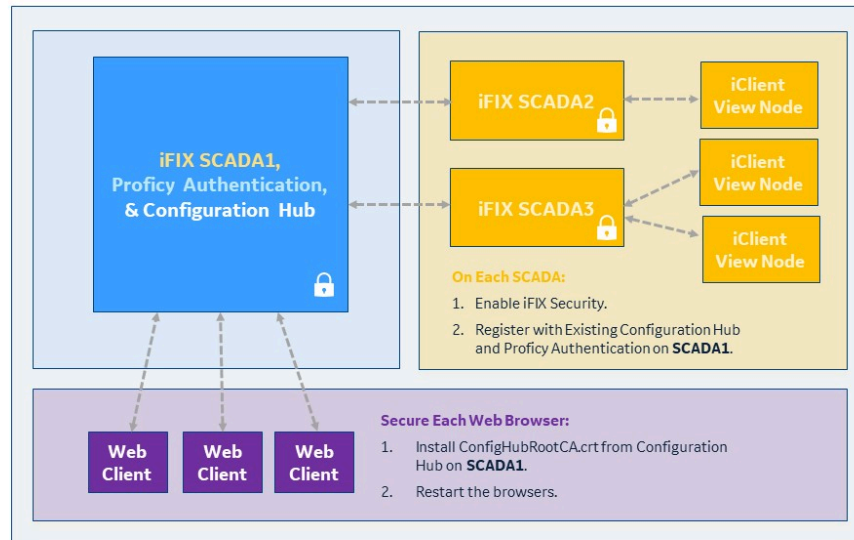 iFIX SCADA1,
Proficy Authentication,
& Configuration Hub
iFIX SCADA2
iClient
View Node
iFIX SCADA3
iClient
View Node
iClient
View Node
On Each SCADA:
1. Enable iFIX Security.
2. Register with Existing Configuration Hub
and Proficy Authentication on SCADA1.
Web
Client
Web
Client
Web
Client
Secure Each Web Browser:
1. Install ConfigHubRootCA.crt from Configuration
Hub on SCADA1.
2. Restart the browsers.